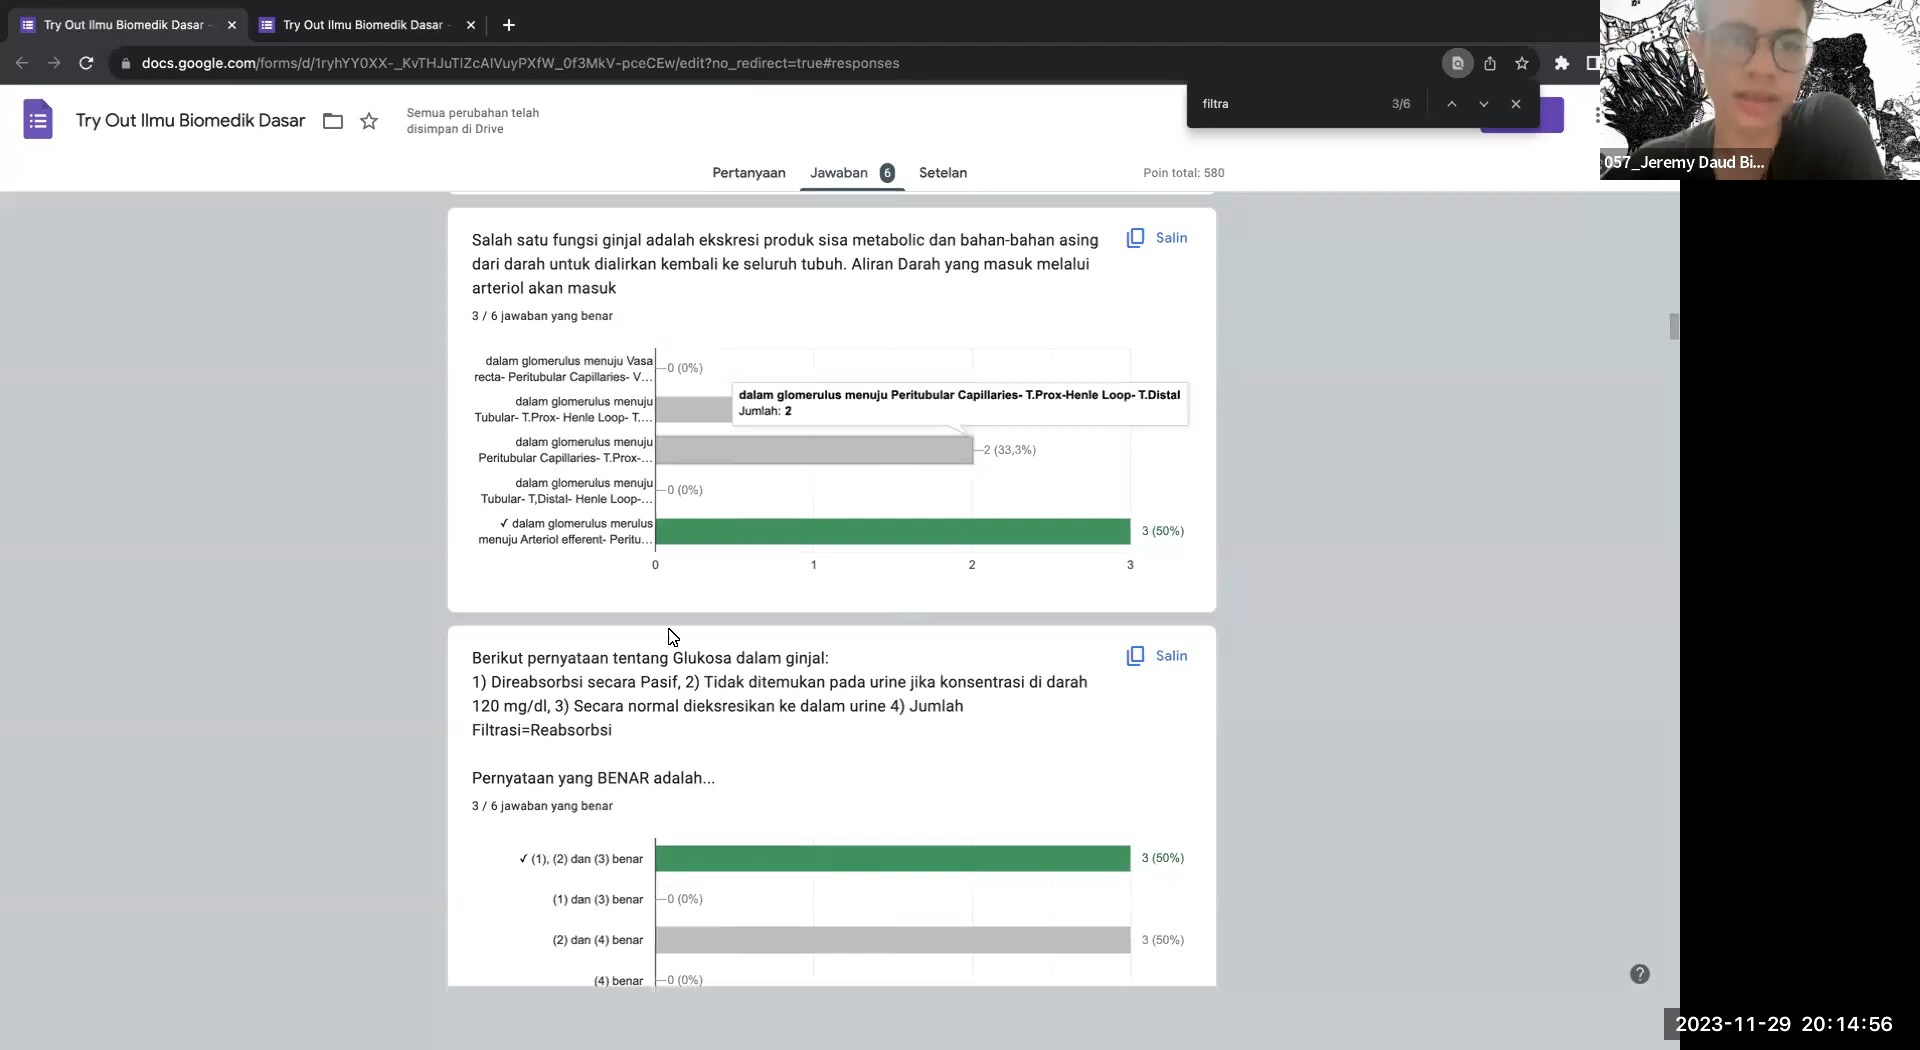 Try Out Ilmu Biomedik Dasar -
Try Out Ilmu Biomedik Dasar -
docs.google.com/forms/d/1ryhYY0XX-_KvTHJuTIZcAIVuyPXfW_0f3MkV-pceCEw/edit?no_redirect=true#responses
filtra 3/6
Try Out Ilmu Biomedik Dasar
Semua perubahan telah
disimpan di Drive
057_Jeremy Daud Bi...
Pertanyaan Jawaban 6 Setelan Poin total: 580
Salah satu fungsi ginjal adalah ekskresi produk sisa metabolic dan bahan-bahan asing
dari darah untuk dialirkan kembali ke seluruh tubuh. Aliran Darah yang masuk melalui
arteriol akan masuk
Salin
3 / 6 jawaban yang benar
dalam glomerulus menuju Vasa
recta- Peritubular Capillaries- V...
0 (0%)
dalam glomerulus menuju
Tubular- T.Prox- Henle Loop- T....
dalam glomerulus menuju Peritubular Capillaries- T.Prox-Henle Loop- T.Distal
Jumlah: 2
dalam glomerulus menuju
Peritubular Capillaries- T.Prox-...
2 (33,3%)
dalam glomerulus menuju
Tubular- T,Distal- Henle Loop-...
0 (0%)
✓ dalam glomerulus merulus
menuju Arteriol efferent- Peritu...
3 (50%)
0 1 2 3
Berikut pernyataan tentang Glukosa dalam ginjal:
1) Direabsorbsi secara Pasif, 2) Tidak ditemukan pada urine jika konsentrasi di darah
120 mg/dl, 3) Secara normal dieksresikan ke dalam urine 4) Jumlah
Filtrasi=Reabsorbsi
Salin
Pernyataan yang BENAR adalah...
3 / 6 jawaban yang benar
✓ (1), (2) dan (3) benar 3 (50%)
(1) dan (3) benar 0 (0%)
(2) dan (4) benar 3 (50%)
(4) benar 0 (0%)
2023-11-29 20:14:56